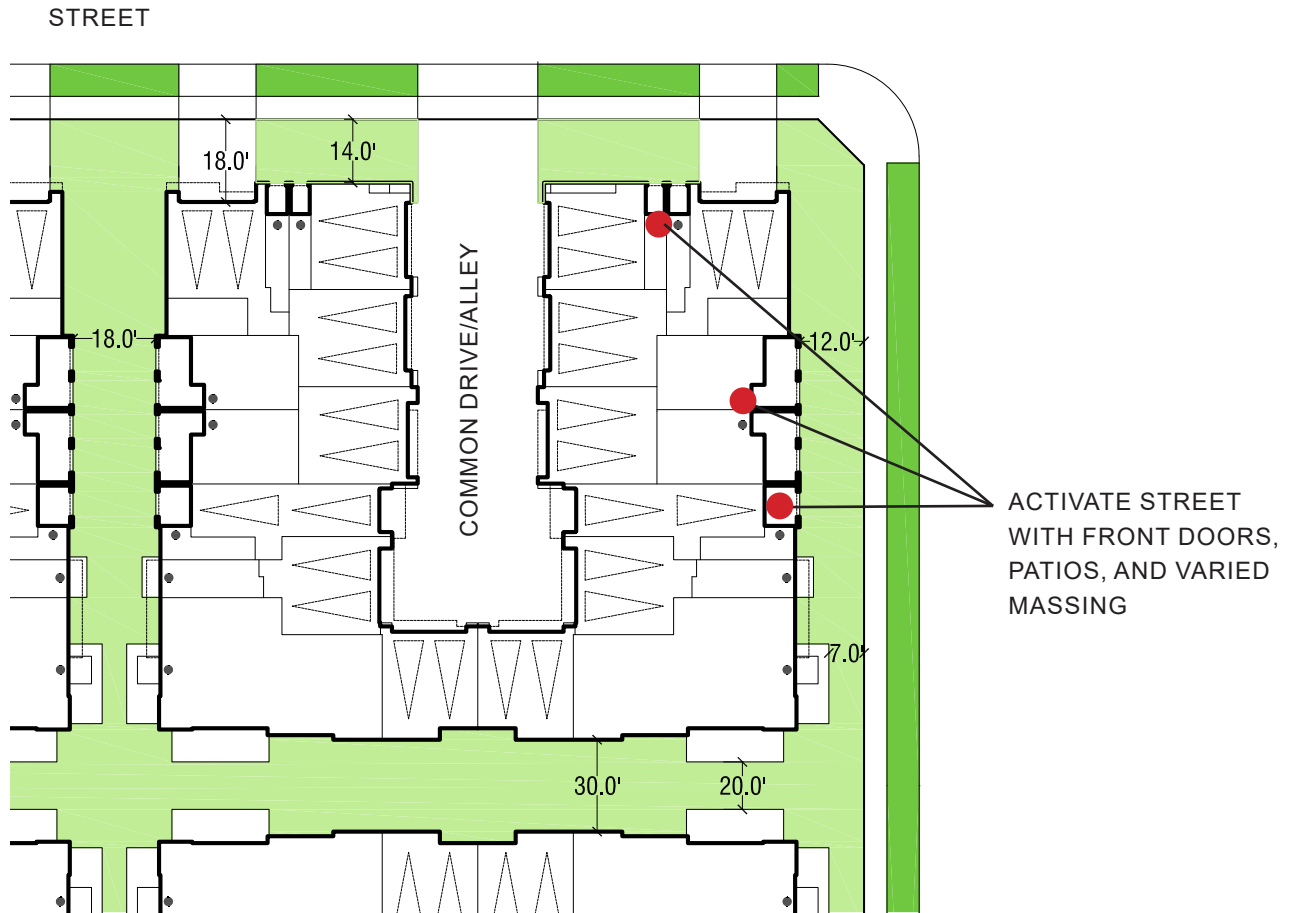 STREET
18.0'
14.0'
COMMON DRIVE/ALLEY
18.0'
12.0'
ACTIVATE STREET
WITH FRONT DOORS,
PATIOS, AND VARIED
MASSING
7.0'
30.0'
20.0'